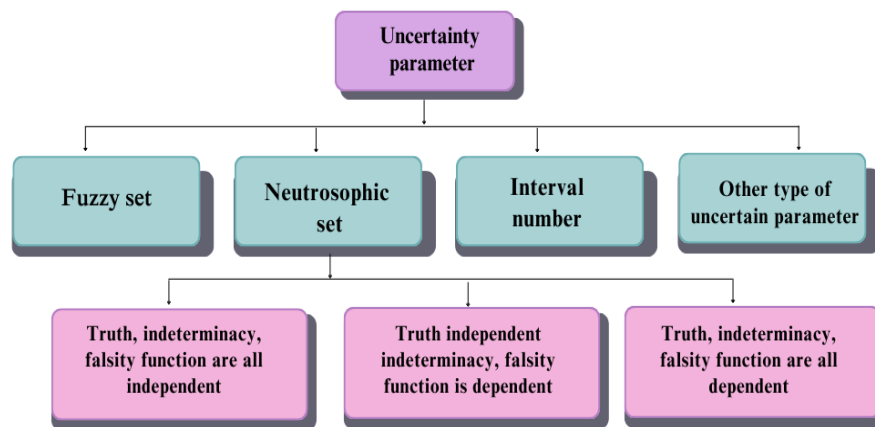 Uncertainty
parameter
Fuzzy set
Neutrosophic
set
Interval
number
Other type of
uncertain parameter
Truth, indeterminacy,
falsity function are all
independent
Truth independent
indeterminacy, falsity
function is dependent
Truth, indeterminacy,
falsity function are all
dependent